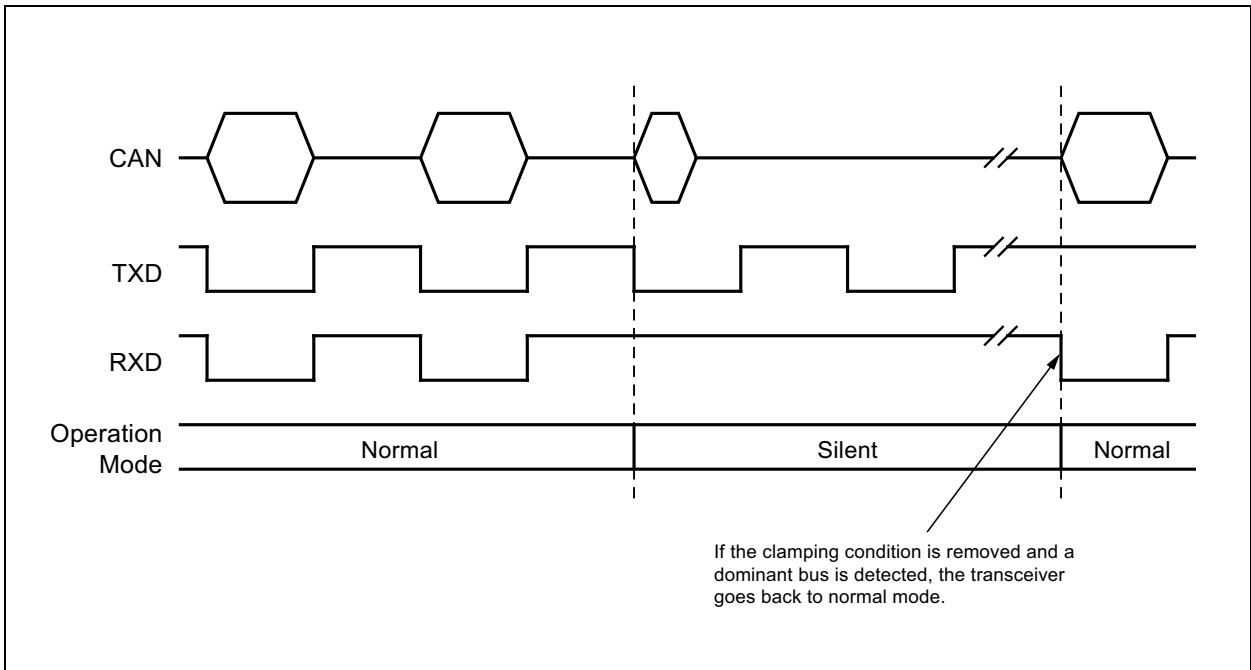 CAN
TXD
RXD
Operation
Mode
Normal
Silent
Normal
If the clamping condition is removed and a
dominant bus is detected, the transceiver
goes back to normal mode.